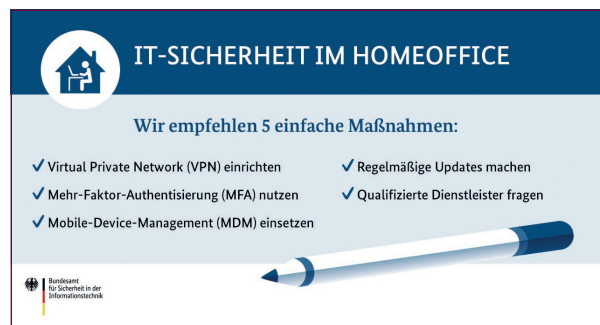 IT-SICHERHEIT IM HOMEOFFICE
Wir empfehlen 5 einfache Maßnahmen:
Virtual Private Network (VPN) einrichten
Mehr-Faktor-Authentisierung (MFA) nutzen
Mobile-Device-Management (MDM) einsetzen
Regelmäßige Updates machen
Qualifizierte Dienstleister fragen
Bundesamt
für Sicherheit in der
Informationstechnik